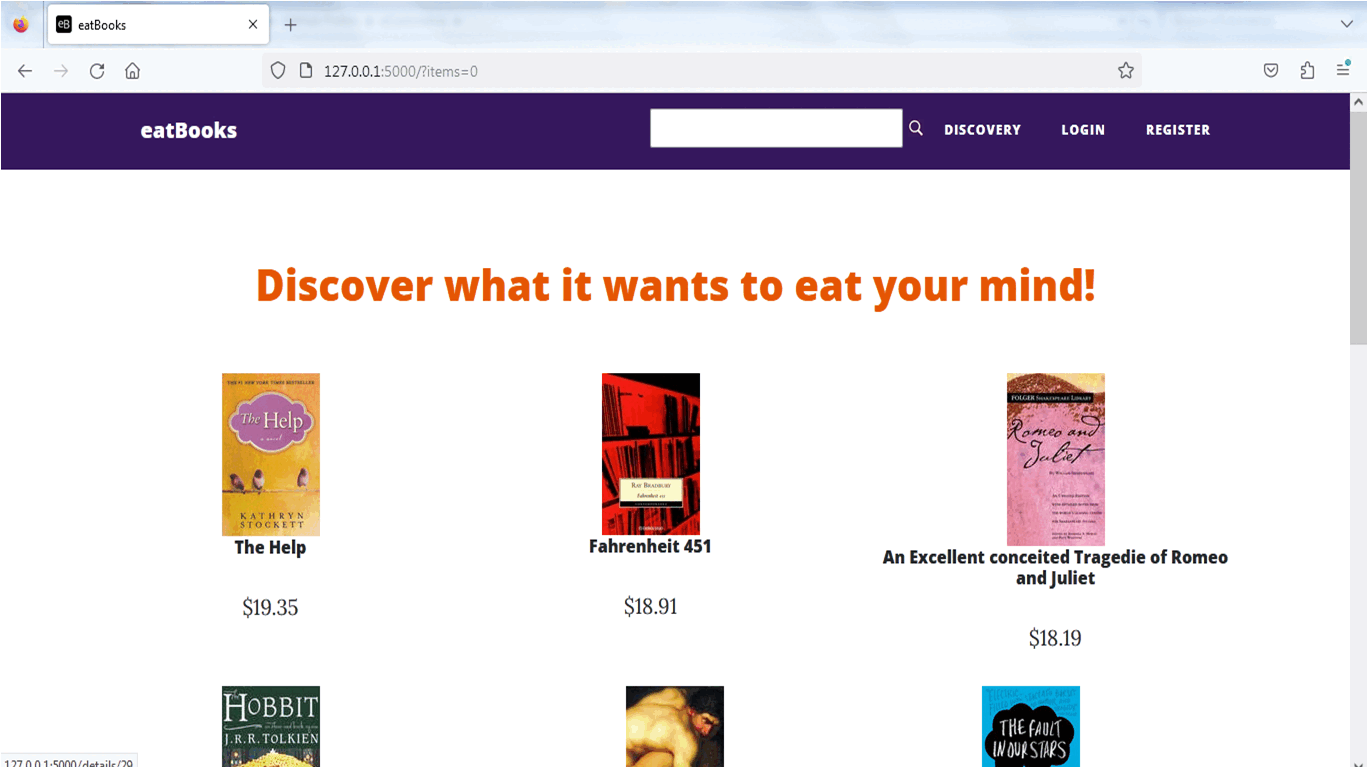 eB eatBooks
127.0.0.1:5000/?items=0
eatBooks
DISCOVERY LOGIN REGISTER
Discover what it wants to eat your mind!
THE #1 NEW YORK TIMES BESTSELLER
The Help
a novel
KATHRYN
STOCKETT
RAY BRADBURY
Fahrenheit 451
FOLGER SHAKESPEARE LIBRARY
Romeo and
Juliet
The Help
Fahrenheit 451
An Excellent conceited Tragedie of Romeo
and Juliet
$19.35
$18.91
$18.19
The
HOBBIT
J.R.R. TOLKIEN
THE FAULT
IN OUR STARS
127.0.0.1:5000/details/29